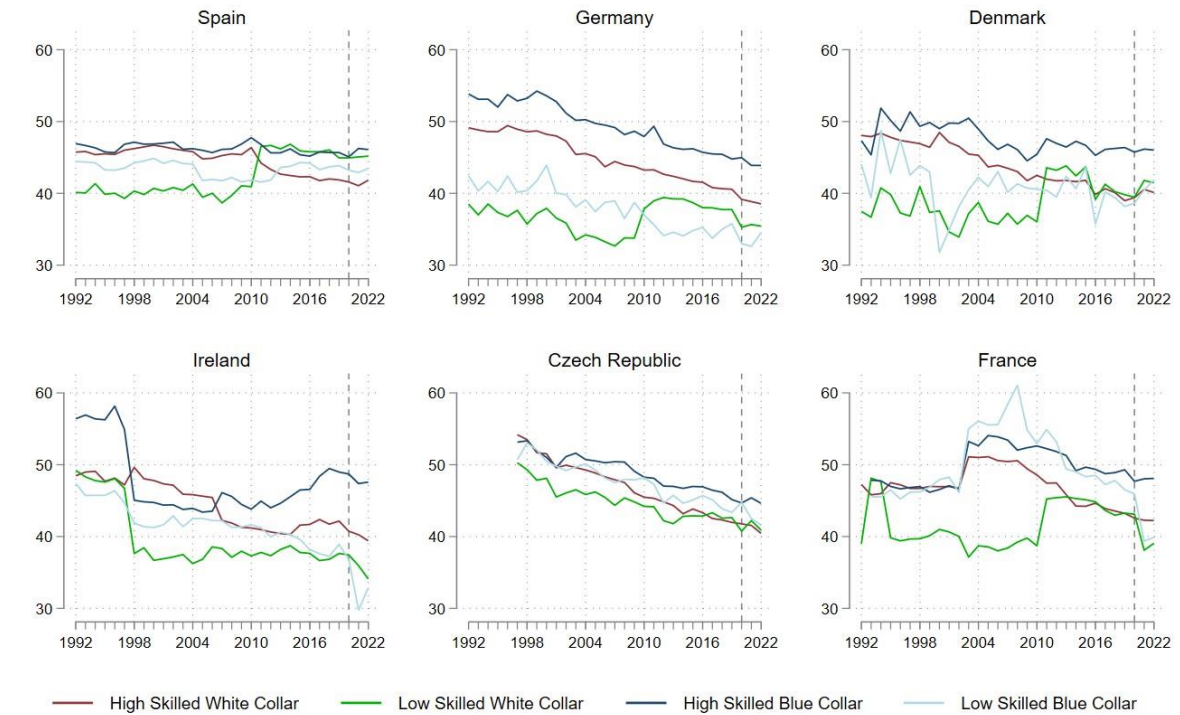 Spain Germany Denmark
60 60 60
50 50 50
40 40 40
30 30 30
1992 1998 2004 2010 2016 2022 1992 1998 2004 2010 2016 2022 1992 1998 2004 2010 2016 2022
Ireland Czech Republic France
60 60 60
50 50 50
40 40 40
30 30 30
1992 1998 2004 2010 2016 2022 1992 1998 2004 2010 2016 2022 1992 1998 2004 2010 2016 2022
High Skilled White Collar Low Skilled White Collar High Skilled Blue Collar Low Skilled Blue Collar